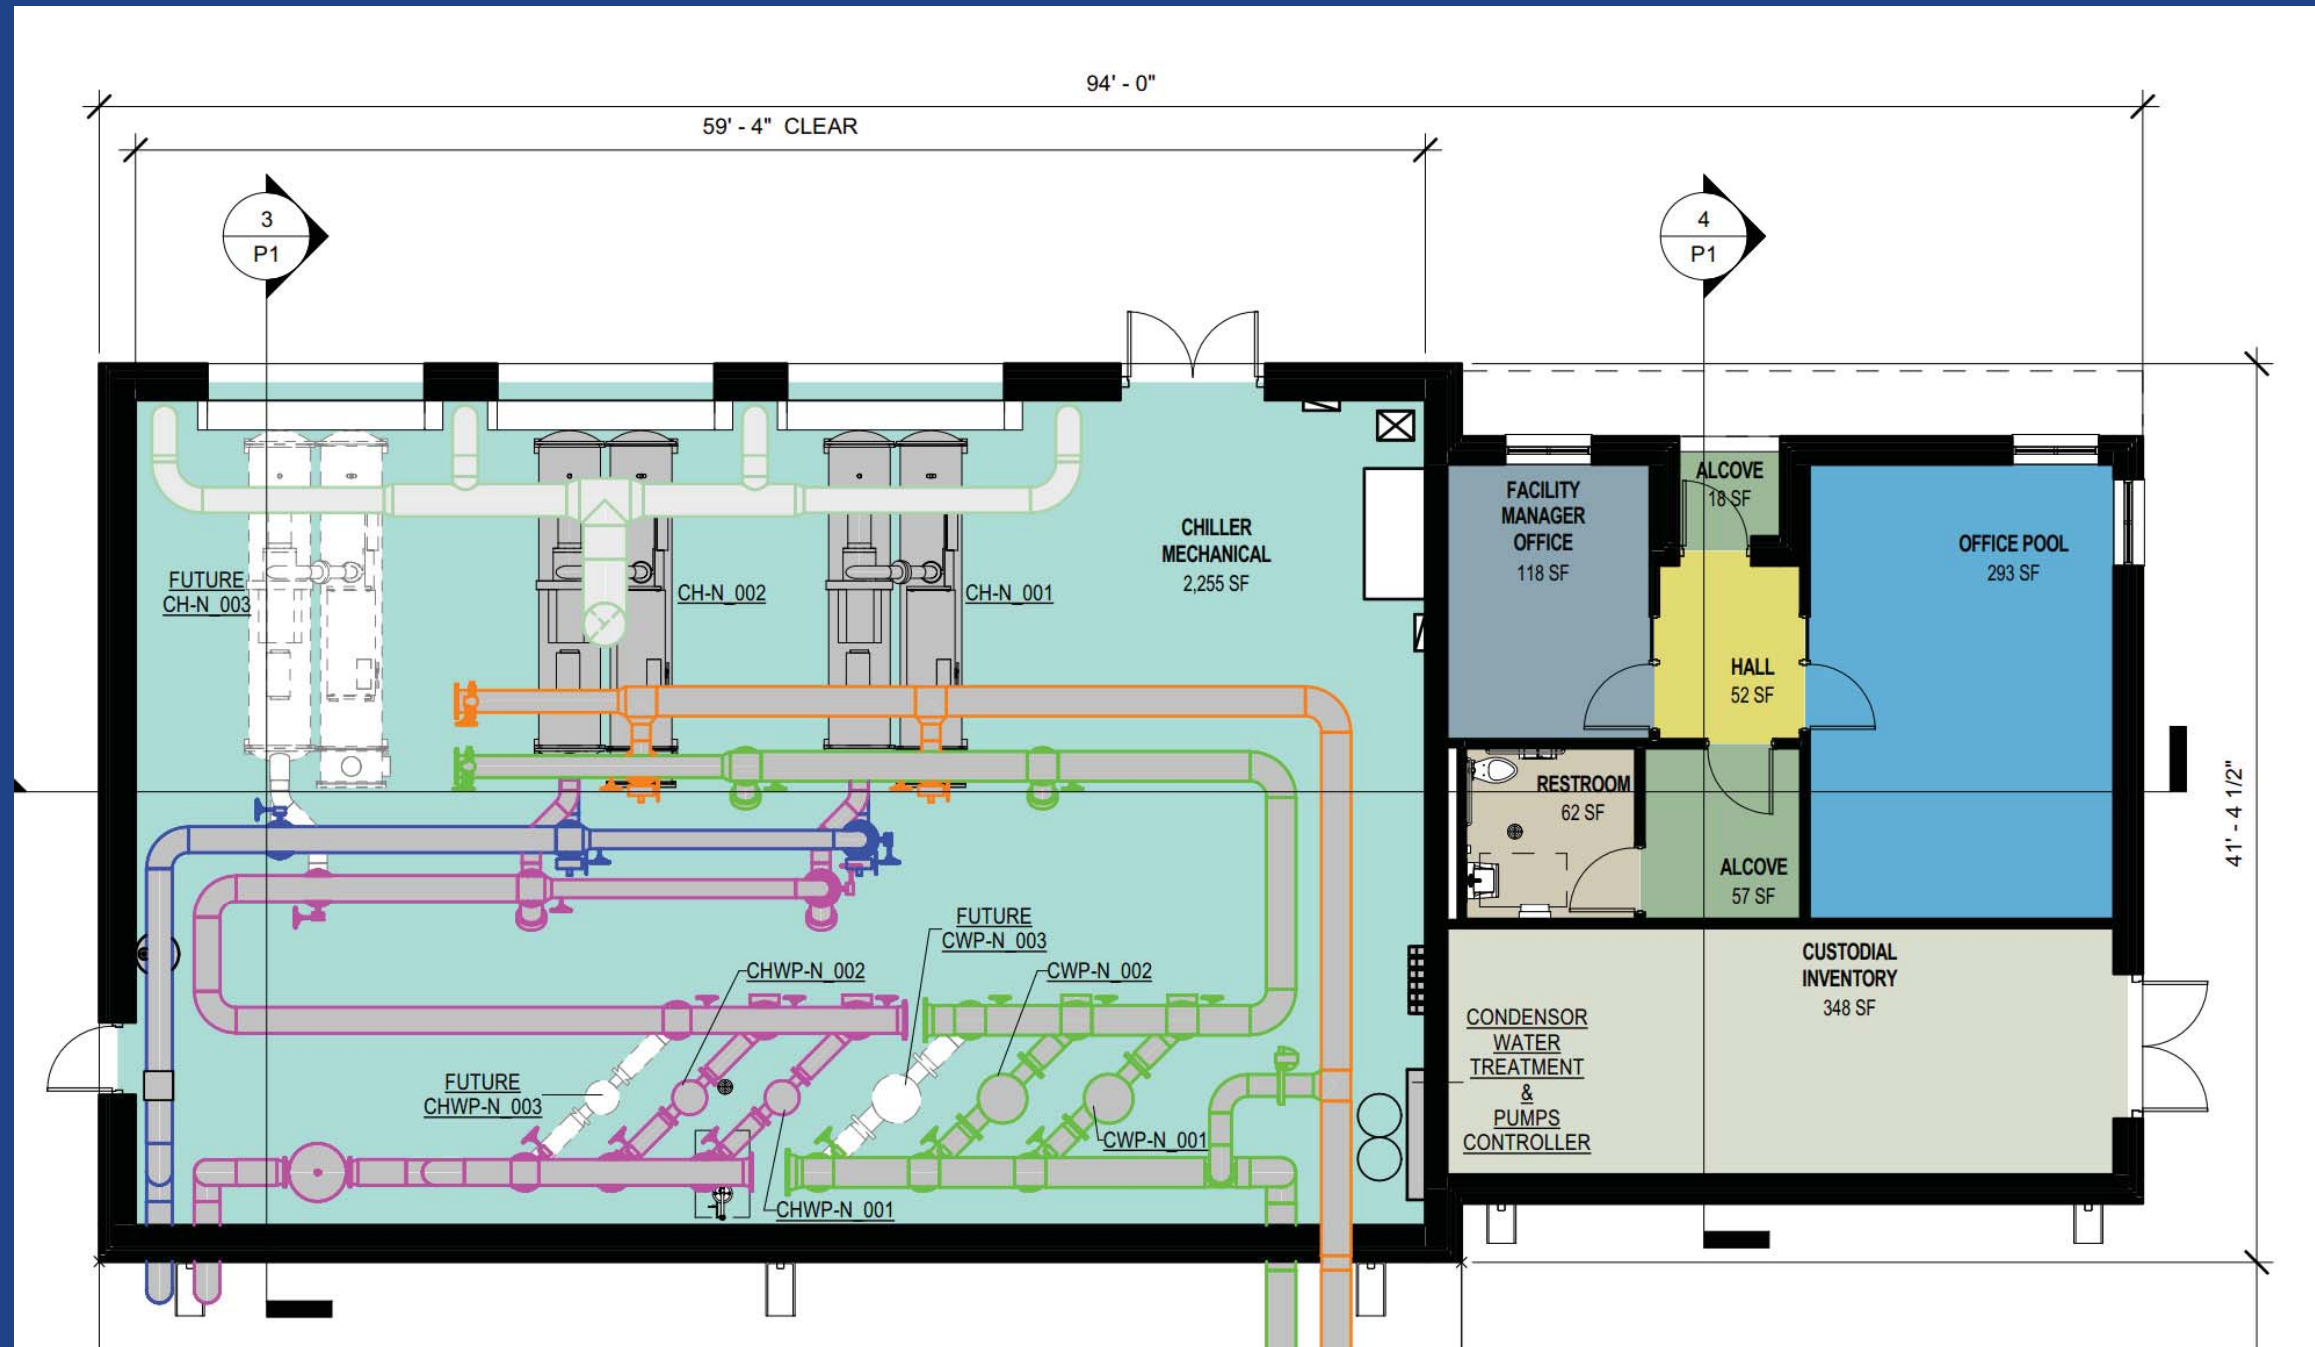 94' - 0"
59' - 4" CLEAR
3
P1
4
P1
FUTURE
CH-N_003
CH-N_002
CH-N_001
CHILLER
MECHANICAL
2,255 SF
FACILITY
MANAGER
OFFICE
118 SF
ALCOVE
18 SF
OFFICE POOL
293 SF
HALL
52 SF
RESTROOM
62 SF
ALCOVE
57 SF
41' - 4 1/2"
CUSTODIAL
INVENTORY
348 SF
CONDENSOR
WATER
TREATMENT
&
PUMPS
CONTROLLER
FUTURE
CWP-N_003
CHWP-N_002
CWP-N_002
FUTURE
CHWP-N_003
CWP-N_001
CHWP-N_001